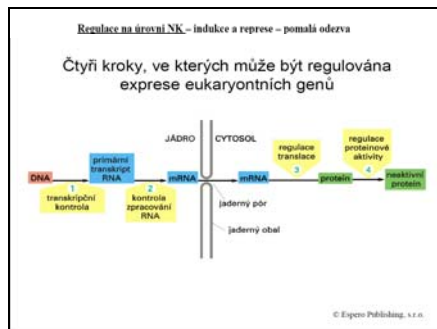 Regulace na úrovni NK – indukce a represe – pomalá odezva
Čtyři kroky, ve kterých může být regulována
exprese eukaryontních genů
JÁDRO
CYTOSOL
DNA
1
transkripční
kontrola
primární
transkript
RNA
2
kontrola
zpracování
RNA
mRNA
mRNA
regulace
translace
3
protein
regulace
proteinové
aktivity
4
neaktivní
protein
jaderný pór
jaderný obal
© Espero Publishing, s.r.o.